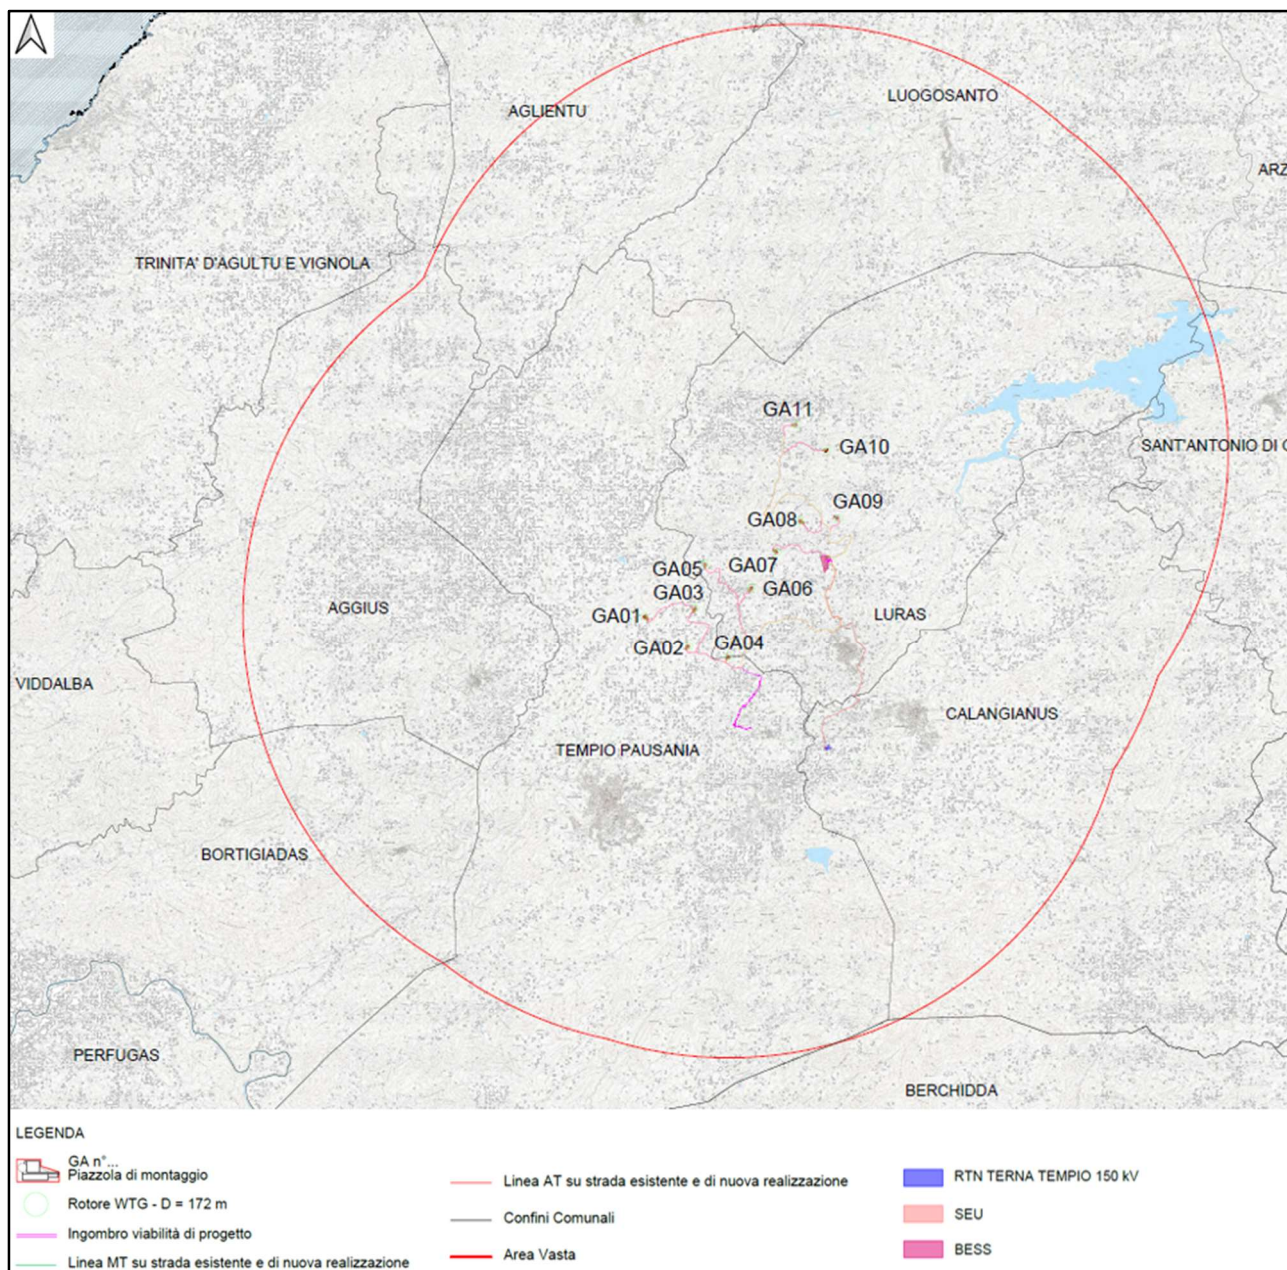 AGLIENTU
LUOGOSANTO
ARZ
TRINITA' D'AGULTU E VIGNOLA
GA11
GA10
SANT'ANTONIO DI G
GA09
GA08
GA05
GA07
GA03
GA06
AGGIUS
GA01
LURAS
GA02
GA04
VIDDALBA
CALANGIANUS
TEMPIO PAUSANIA
BORTIGIADAS
PERFUGAS
BERCHIDDA
LEGENDA
GA n°...
Piazzola di montaggio
Rotore WTG - D = 172 m
Ingombro viabilità di progetto
Linea MT su strada esistente e di nuova realizzazione
Linea AT su strada esistente e di nuova realizzazione
Confini Comunali
Area Vasta
RTN TERNA TEMPIO 150 kV
SEU
BESS